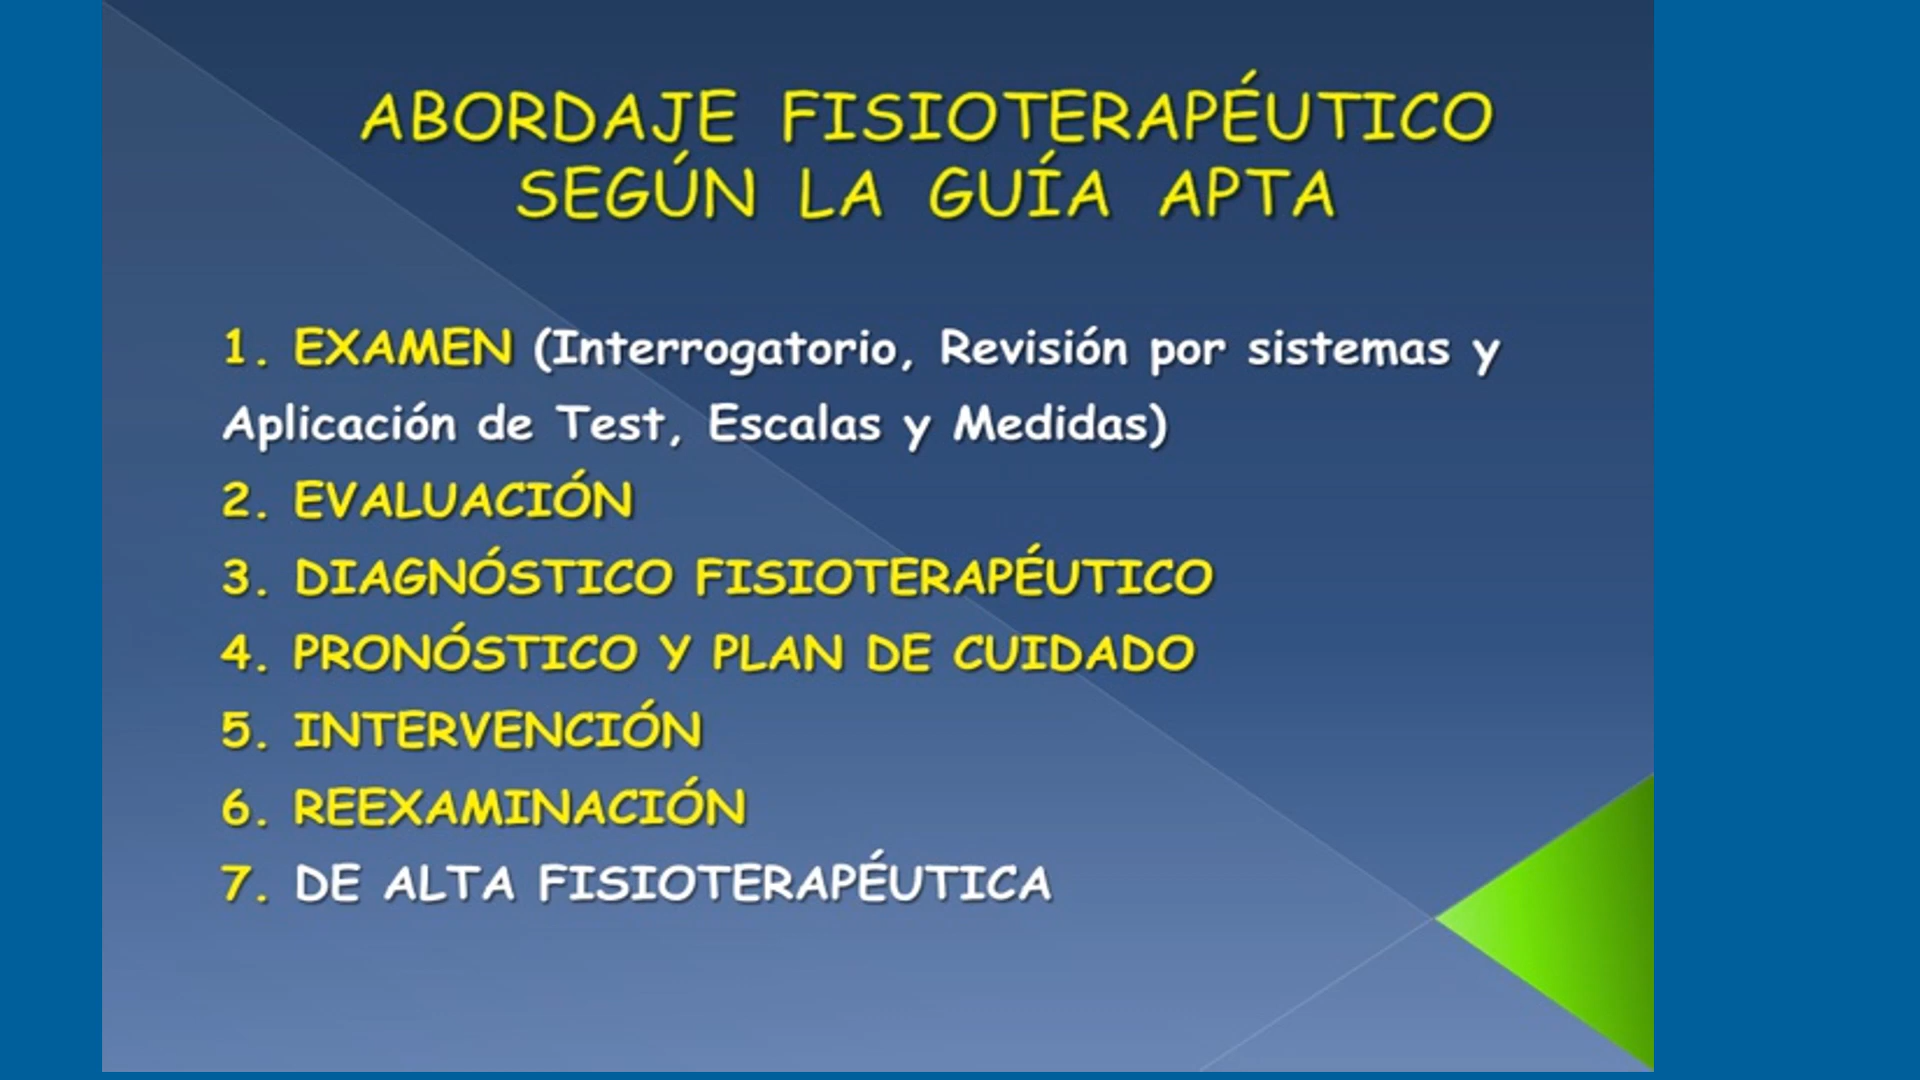 ABORDAJE FISIOTERAPÉUTICO
SEGÚN LA GUÍA APTA
1. EXAMEN (Interrogatorio, Revisión por sistemas y
Aplicación de Test, Escalas y Medidas)
2. EVALUACIÓN
3. DIAGNÓSTICO FISIOTERAPÉUTICO
4. PRONÓSTICO Y PLAN DE CUIDADO
5. INTERVENCIÓN
6. REEXAMINACIÓN
7. DE ALTA FISIOTERAPÉUTICA